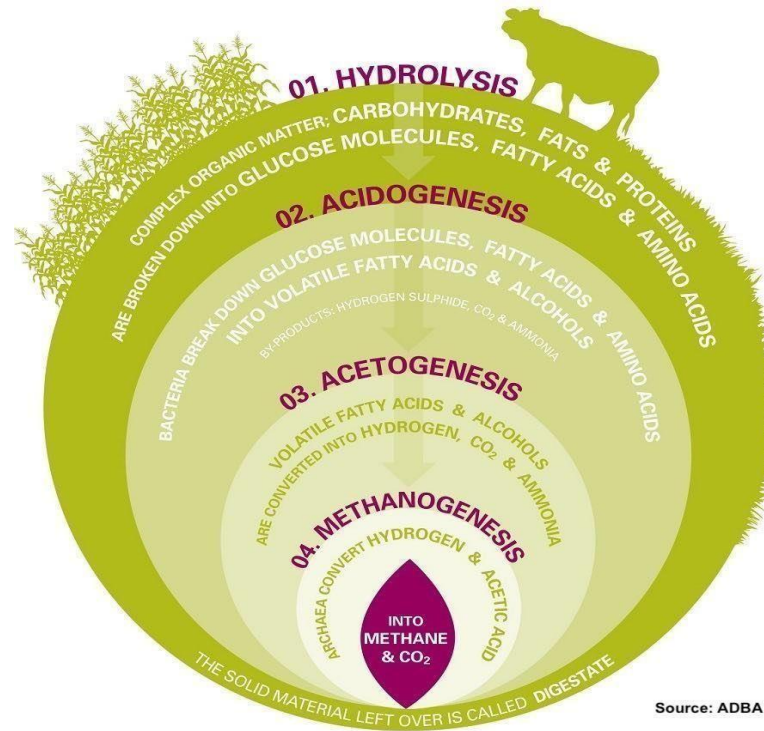 01. HYDROLYSIS
COMPLEX ORGANIC MATTER; CARBOHYDRATES, FATS & PROTEINS
ARE BROKEN DOWN INTO GLUCOSE MOLECULES, FATTY ACIDS & AMINO ACIDS
02. ACIDOGENESIS
BACTERIA BREAK DOWN GLUCOSE MOLECULES, FATTY ACIDS & AMINO ACIDS
INTO VOLATILE FATTY ACIDS & ALCOHOLS
BY-PRODUCTS: HYDROGEN SULPHIDE, CO₂ & AMMONIA
03. ACETOGENESIS
VOLATILE FATTY ACIDS & ALCOHOLS
ARE CONVERTED INTO HYDROGEN, CO₂ & AMMONIA
04. METHANOGENESIS
ARCHAEA CONVERT HYDROGEN & ACETIC ACID
INTO
METHANE
& CO₂
THE SOLID MATERIAL LEFT OVER IS CALLED DIGESTATE
Source: ADBA